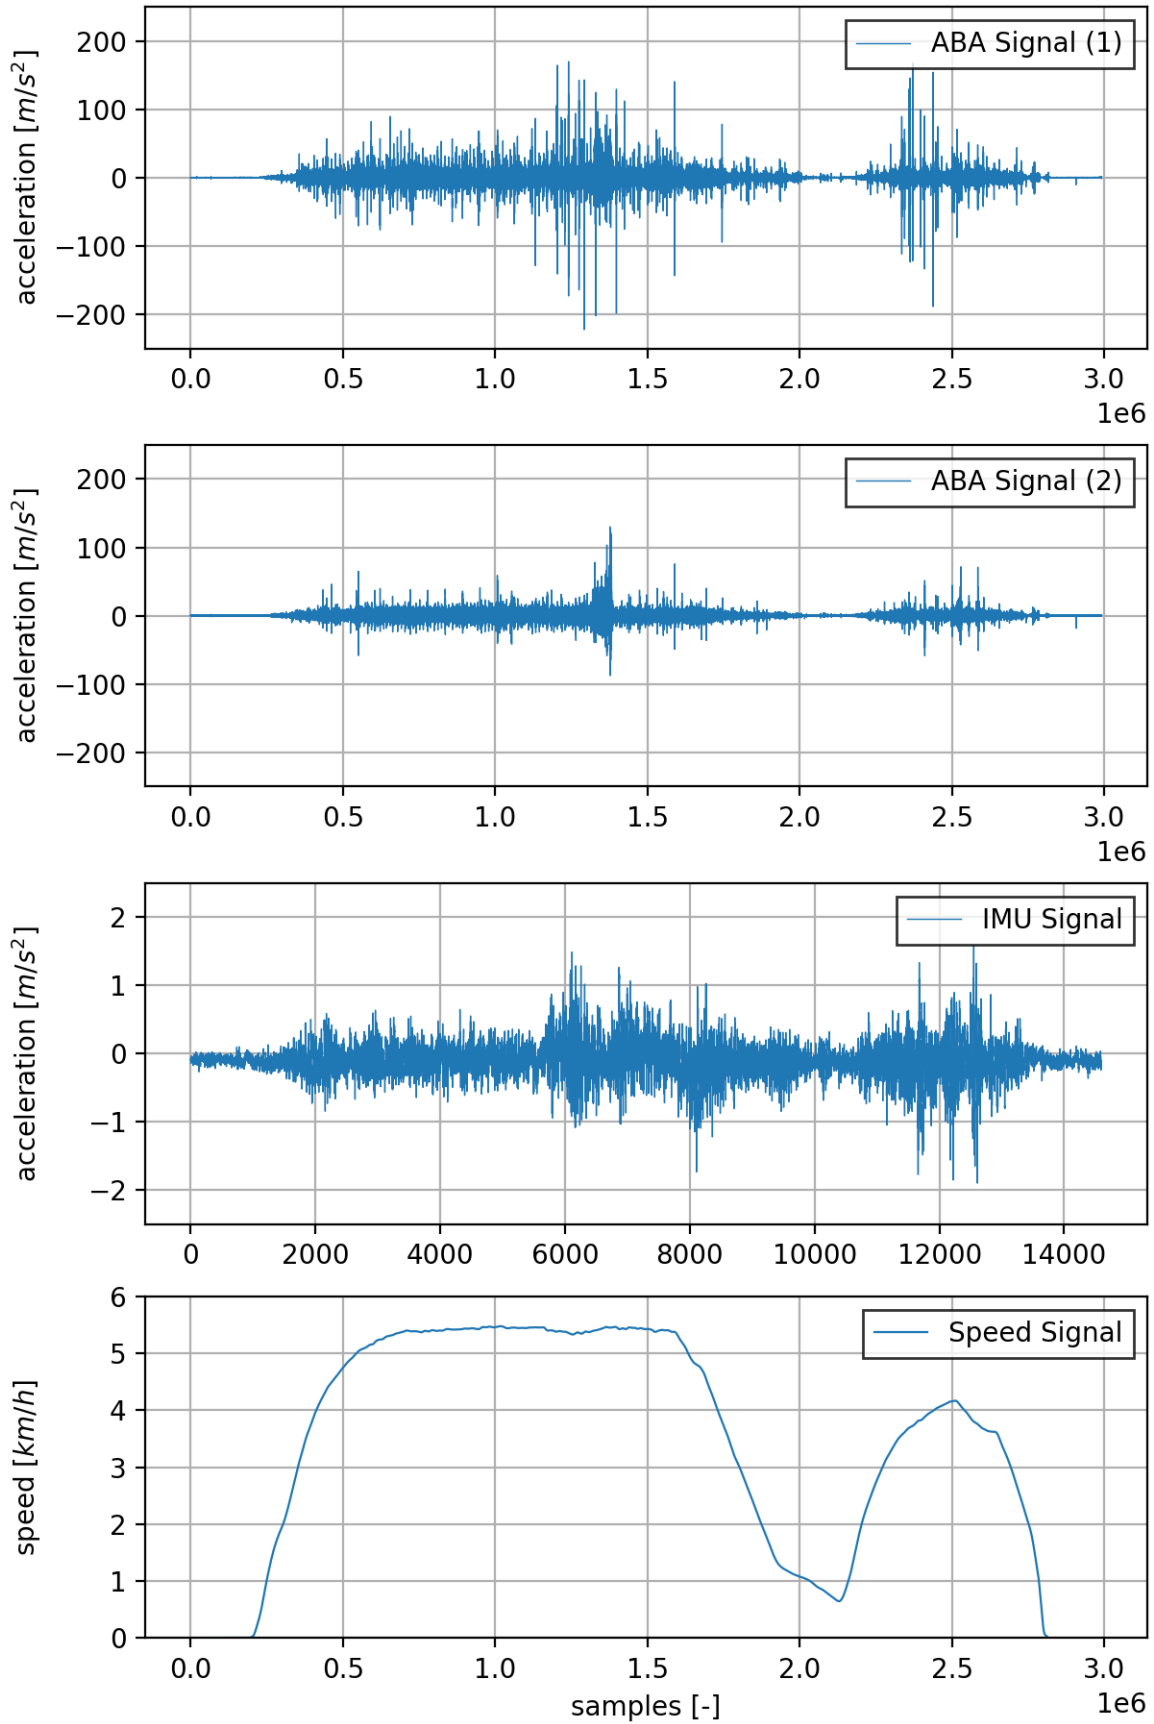 ABA Signal (1)
acceleration [m/s²]
200
100
0
−100
−200
0.0 0.5 1.0 1.5 2.0 2.5 3.0
1e6
ABA Signal (2)
acceleration [m/s²]
200
100
0
−100
−200
0.0 0.5 1.0 1.5 2.0 2.5 3.0
1e6
IMU Signal
acceleration [m/s²]
2
1
0
−1
−2
0 2000 4000 6000 8000 10000 12000 14000
Speed Signal
speed [km/h]
6
5
4
3
2
1
0
0.0 0.5 1.0 1.5 2.0 2.5 3.0
samples [-]
1e6